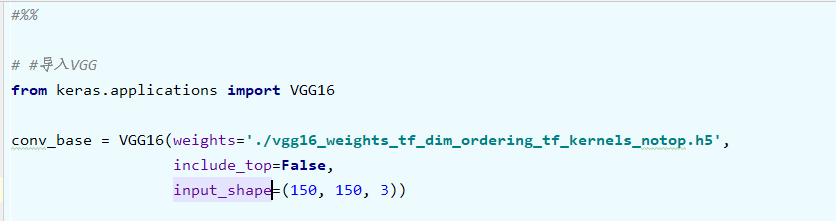 #%%
# #导入VGG
from keras.applications import VGG16
conv_base = VGG16(weights='./vgg16_weights_tf_dim_ordering_tf_kernels_notop.h5',
include_top=False,
input_shape=(150, 150, 3))